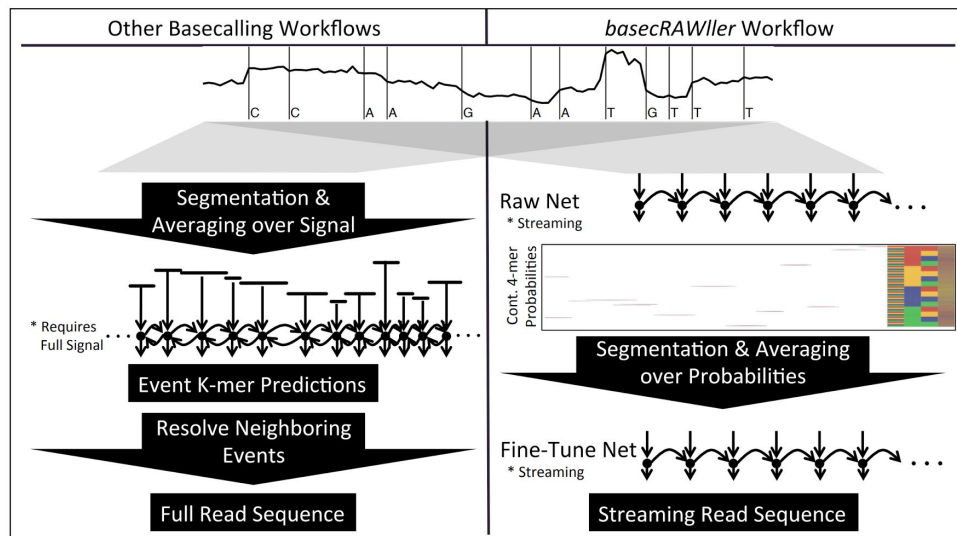 Other Basecalling Workflows
basecRAWller Workflow
C C A A G A A T G T T T
Segmentation &
Averaging over Signal
* Requires
Full Signal
Event K-mer Predictions
Resolve Neighboring
Events
Full Read Sequence
Raw Net
* Streaming
Cont. 4-mer
Probabilities
Segmentation & Averaging
over Probabilities
Fine-Tune Net
* Streaming
Streaming Read Sequence